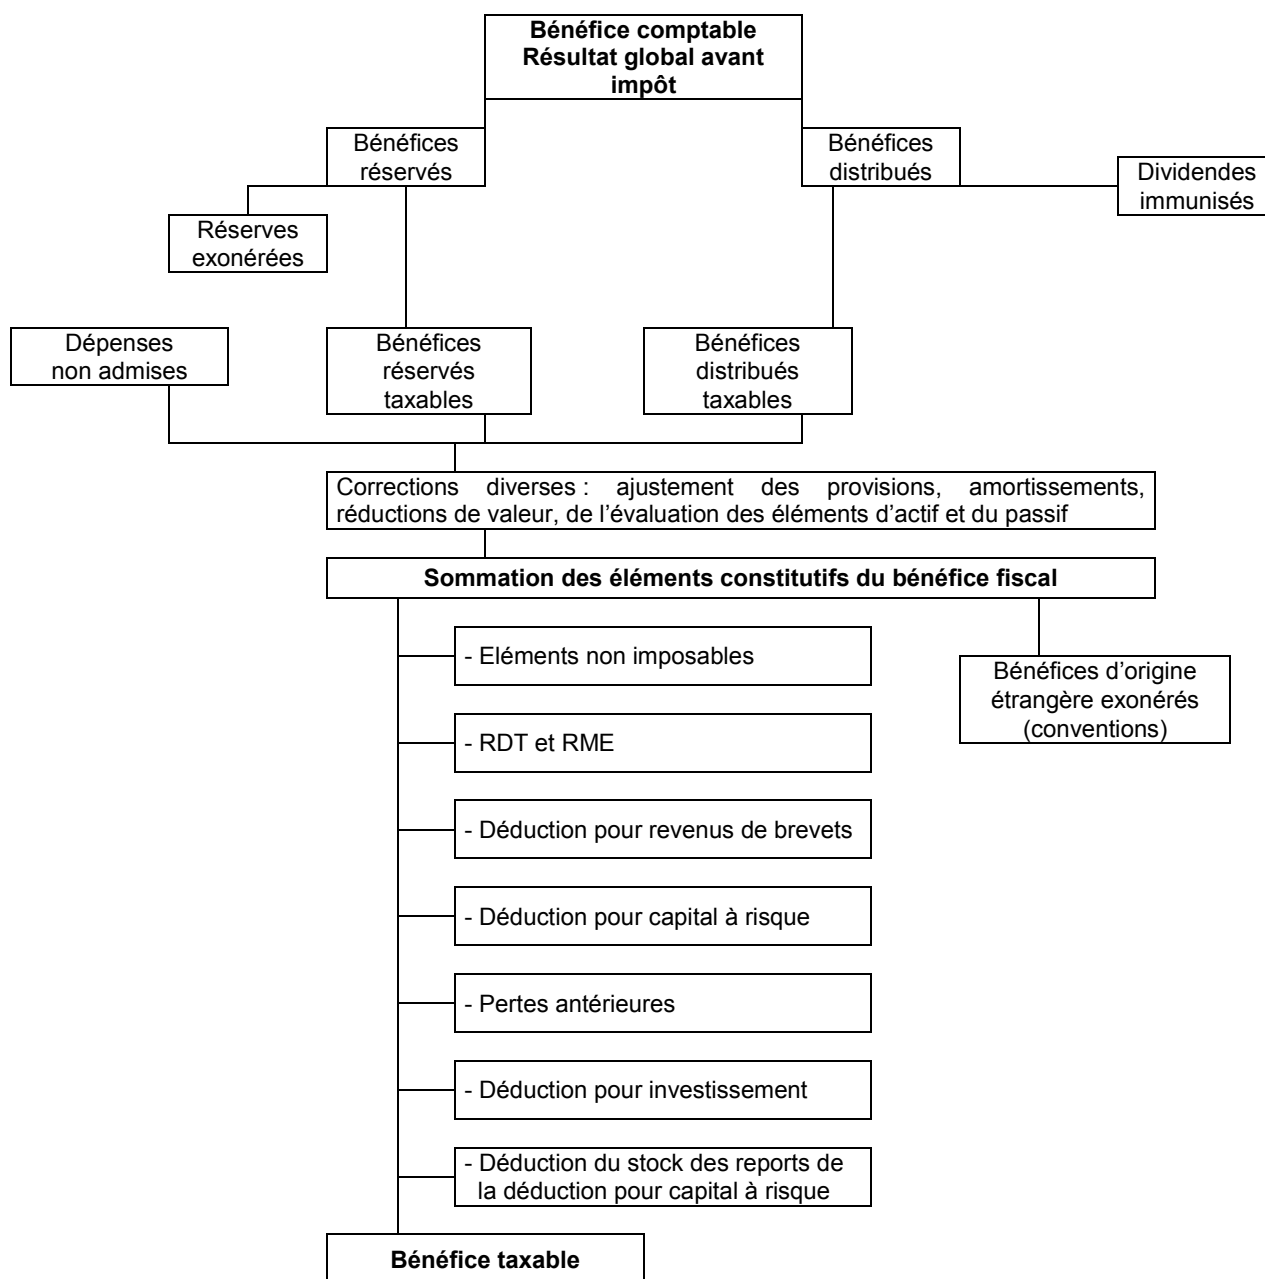 Bénéfice comptable
Résultat global avant
impôt
Bénéfices
réservés
Bénéfices
distribués
Dividendes
immunisés
Réserves
exonérées
Dépenses
non admises
Bénéfices
réservés
taxables
Bénéfices
distribués
taxables
Corrections diverses : ajustement des provisions, amortissements,
réductions de valeur, de l’évaluation des éléments d’actif et du passif
Sommation des éléments constitutifs du bénéfice fiscal
- Eléments non imposables
Bénéfices d’origine
étrangère exonérés
(conventions)
- RDT et RME
- Déduction pour revenus de brevets
- Déduction pour capital à risque
- Pertes antérieures
- Déduction pour investissement
- Déduction du stock des reports de
la déduction pour capital à risque
Bénéfice taxable